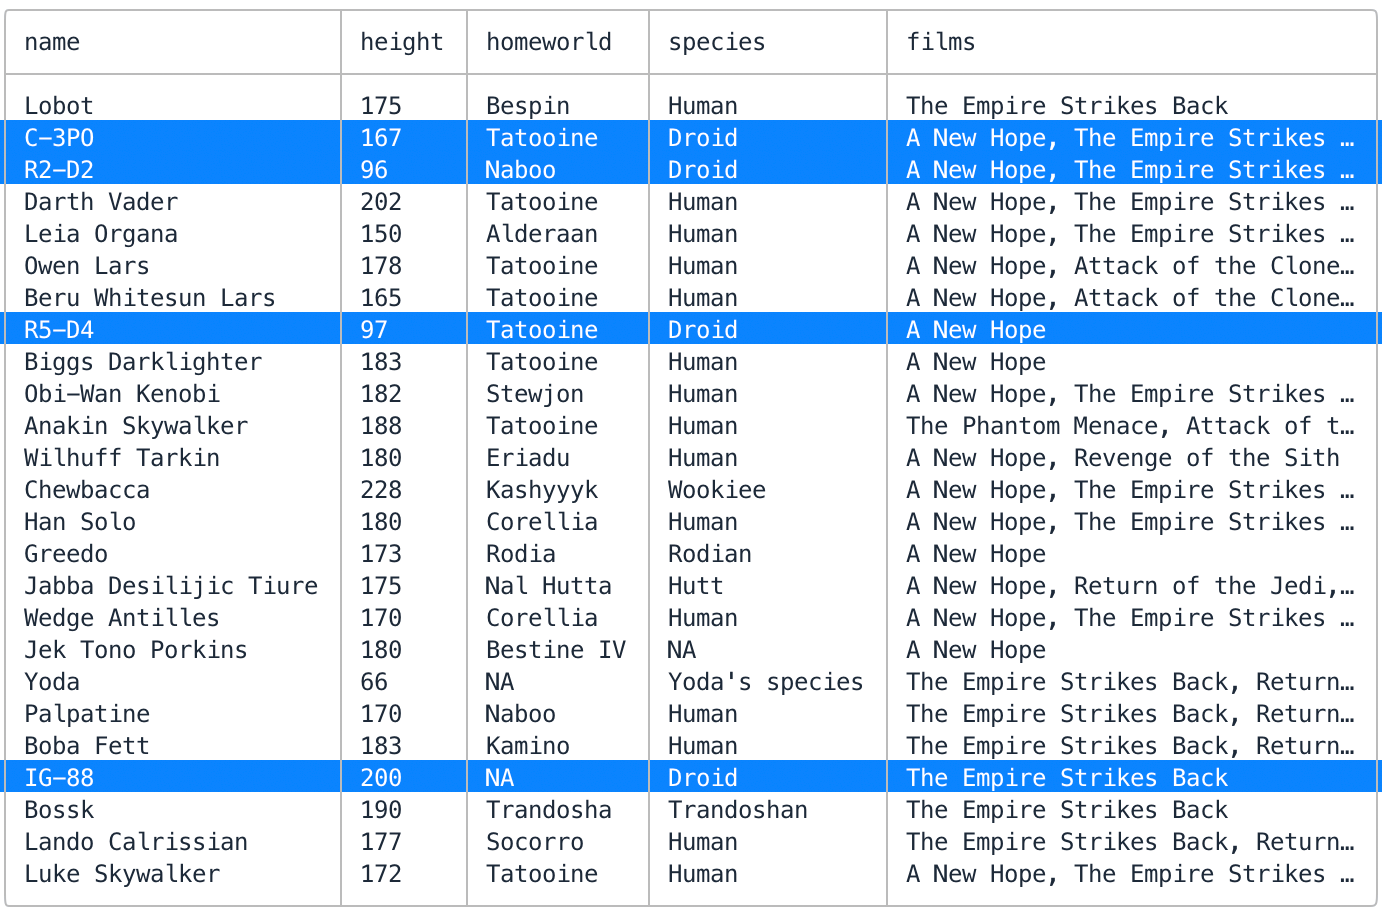 name height homeworld species films
Lobot 175 Bespin Human The Empire Strikes Back
C-3PO 167 Tatooine Droid A New Hope, The Empire Strikes …
R2-D2 96 Naboo Droid A New Hope, The Empire Strikes …
Darth Vader 202 Tatooine Human A New Hope, The Empire Strikes …
Leia Organa 150 Alderaan Human A New Hope, The Empire Strikes …
Owen Lars 178 Tatooine Human A New Hope, Attack of the Clone…
Beru Whitesun Lars 165 Tatooine Human A New Hope, Attack of the Clone…
R5-D4 97 Tatooine Droid A New Hope
Biggs Darklighter 183 Tatooine Human A New Hope
Obi-Wan Kenobi 182 Stewjon Human A New Hope, The Empire Strikes …
Anakin Skywalker 188 Tatooine Human The Phantom Menace, Attack of t…
Wilhuff Tarkin 180 Eriadu Human A New Hope, Revenge of the Sith
Chewbacca 228 Kashyyyk Wookiee A New Hope, The Empire Strikes …
Han Solo 180 Corellia Human A New Hope, The Empire Strikes …
Greedo 173 Rodia Rodian A New Hope
Jabba Desilijic Tiure 175 Nal Hutta Hutt A New Hope, Return of the Jedi,…
Wedge Antilles 170 Corellia Human A New Hope, The Empire Strikes …
Jek Tono Porkins 180 Bestine IV NA A New Hope
Yoda 66 NA Yoda's species The Empire Strikes Back, Return…
Palpatine 170 Naboo Human The Empire Strikes Back, Return…
Boba Fett 183 Kamino Human The Empire Strikes Back, Return…
IG-88 200 NA Droid The Empire Strikes Back
Bossk 190 Trandosha Trandoshan The Empire Strikes Back
Lando Calrissian 177 Socorro Human The Empire Strikes Back, Return…
Luke Skywalker 172 Tatooine Human A New Hope, The Empire Strikes …